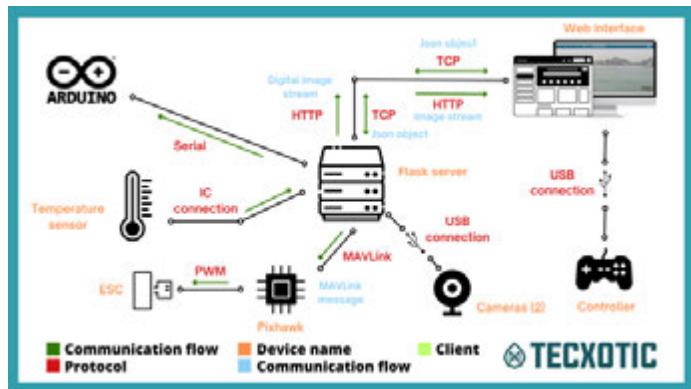 Web interface
Json object
TCP
ARDUINO
Digital image
stream
HTTP
TCP
HTTP
Image stream
Json object
Serial
Flask server
USB
connection
IC
connection
Temperature
sensor
USB
connection
MAVLink
PWM
MAVLink
message
ESC
Pixhawk
Cameras (2)
Controller
Communication flow
Device name
Client
Protocol
Communication flow
TECXOTIC